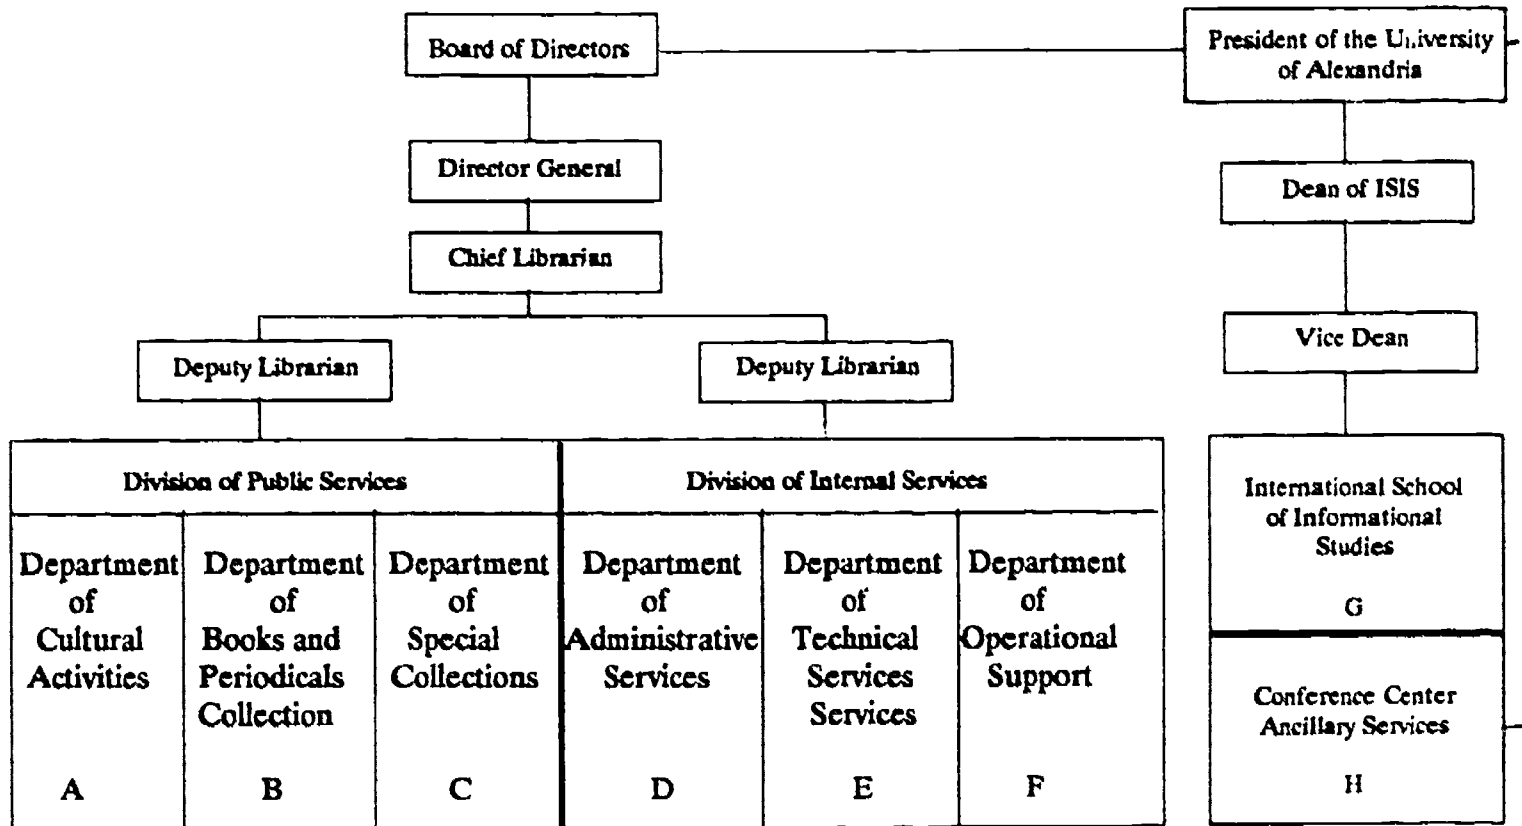 Board of Directors
President of the University
of Alexandria
Director General
Dean of ISIS
Chief Librarian
Deputy Librarian
Deputy Librarian
Vice Dean
Division of Public Services
Division of Internal Services
International School
of Informational
Studies
G
Department
of
Cultural
Activities
A
Department
of
Books and
Periodicals
Collection
B
Department
of
Special
Collections
C
Department
of
Administrative
Services
D
Department
of
Technical
Services
Services
E
Department
of
Operational
Support
F
Conference Center
Ancillary Services
H